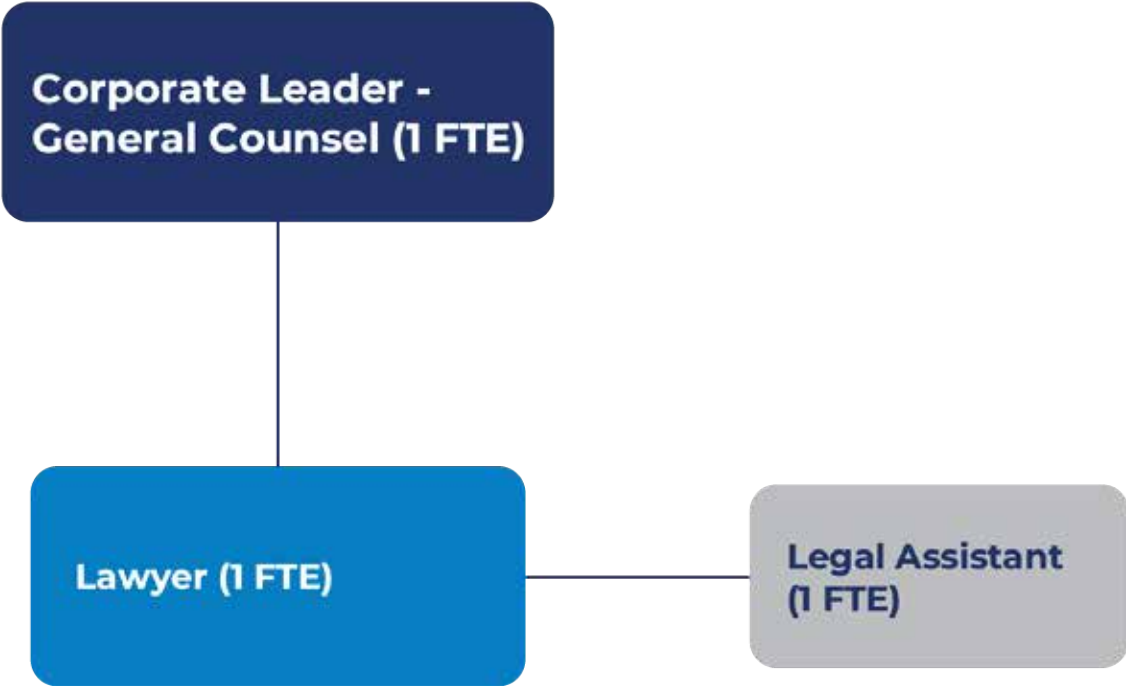 Corporate Leader -
General Counsel (1 FTE)
Lawyer (1 FTE)
Legal Assistant
(1 FTE)